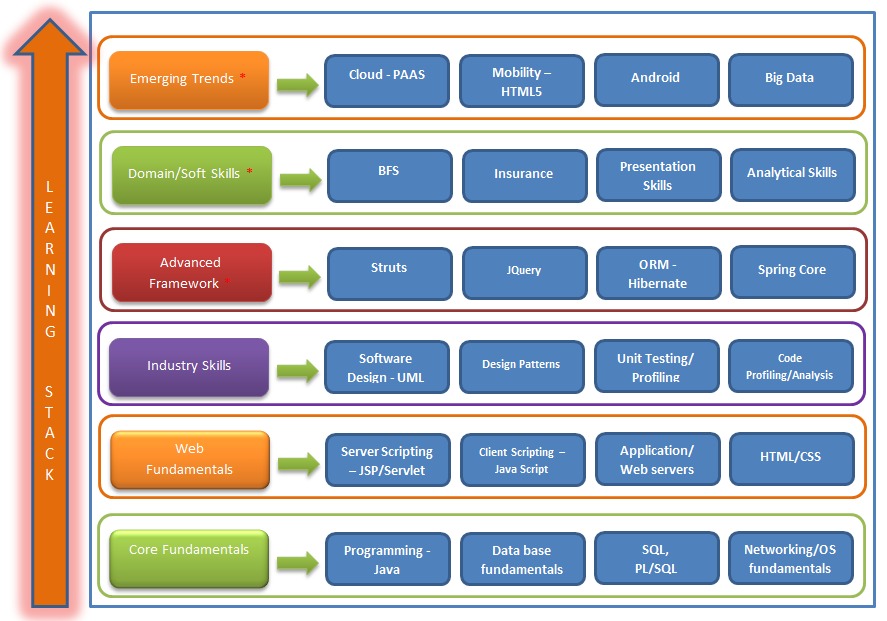 LEARNING STACK
Emerging Trends *
Cloud - PAAS
Mobility –
HTML5
Android
Big Data
Domain/Soft Skills *
BFS
Insurance
Presentation
Skills
Analytical Skills
Advanced
Framework *
Struts
JQuery
ORM -
Hibernate
Spring Core
Industry Skills
Software
Design - UML
Design Patterns
Unit Testing/
Profiling
Code
Profiling/Analysis
Web
Fundamentals
Server Scripting
– JSP/Servlet
Client Scripting –
Java Script
Application/
Web servers
HTML/CSS
Core Fundamentals
Programming -
Java
Data base
fundamentals
SQL,
PL/SQL
Networking/OS
fundamentals